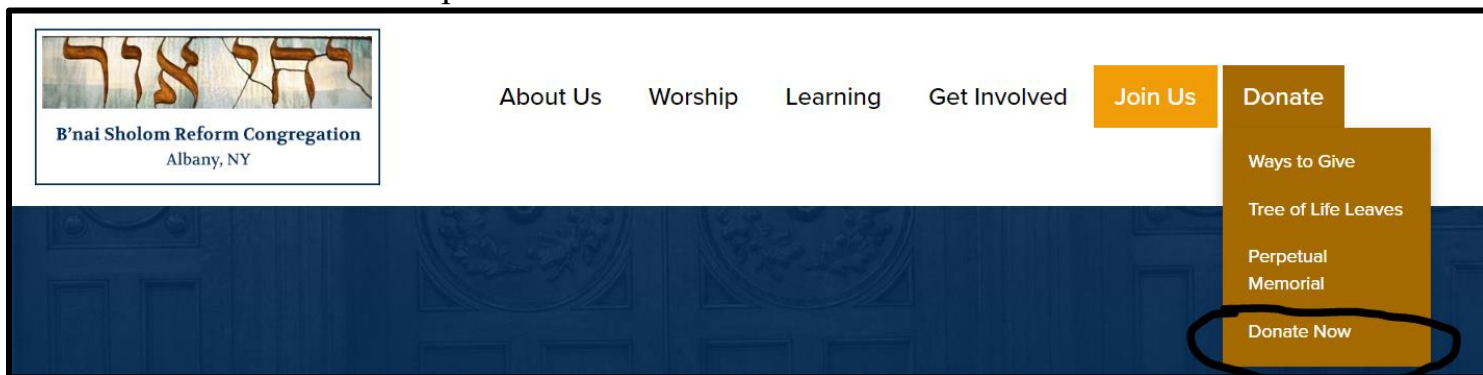 יהי אור
B'nai Sholom Reform Congregation
Albany, NY
About Us Worship Learning Get Involved Join Us Donate
Ways to Give
Tree of Life Leaves
Perpetual
Memorial
Donate Now